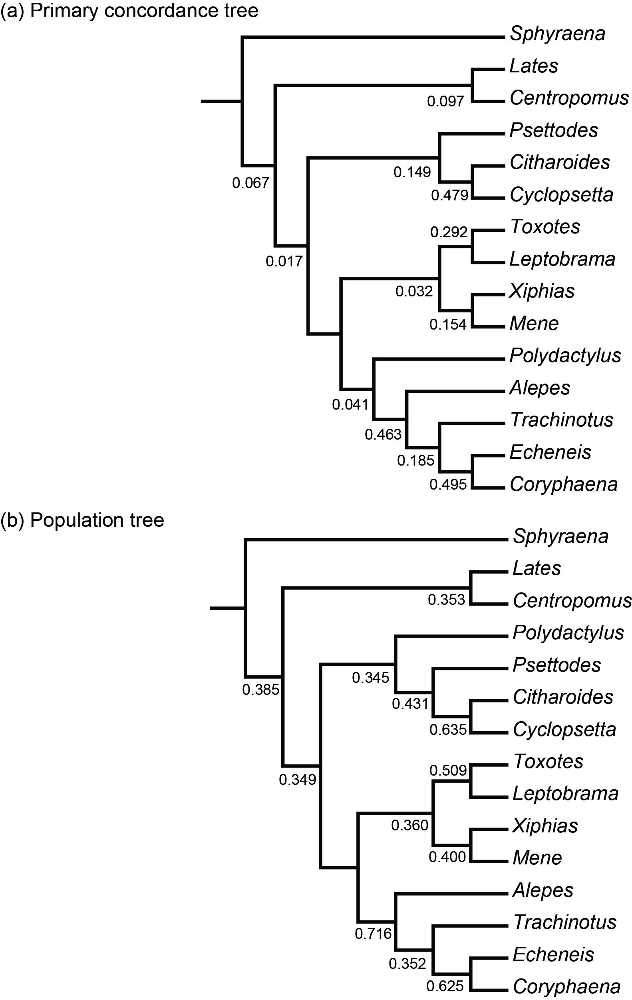 (a) Primary concordance tree
Sphyraena
Lates
Centropomus
0.097
Psettodes
Citharoides
0.149
0.067
Cyclopsetta
0.479
Toxotes
0.292
Leptobrama
0.017
Xiphias
0.032
Mene
0.154
Polydactylus
Alepes
0.041
Trachinotus
0.463
Echeneis
0.185
Coryphaena
0.495
(b) Population tree
Sphyraena
Lates
Centropomus
0.353
Polydactylus
Psettodes
0.345
0.385
Citharoides
0.431
Cyclopsetta
0.635
Toxotes
0.509
0.349
Leptobrama
Xiphias
0.360
Mene
0.400
Alepes
Trachinotus
0.716
Echeneis
0.352
Coryphaena
0.625